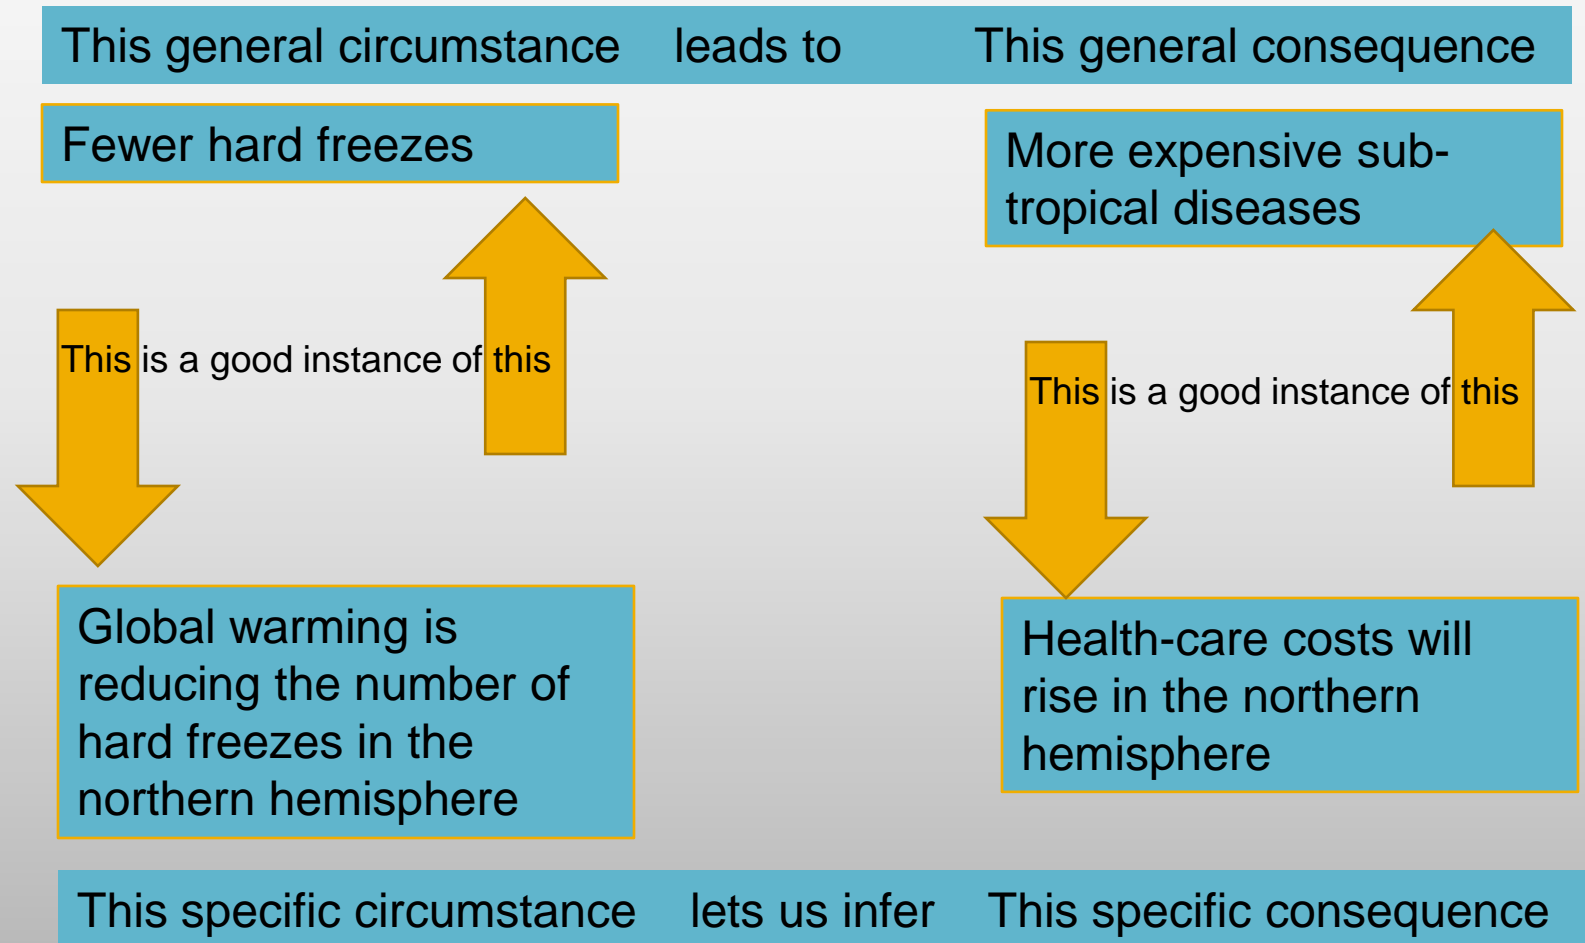 This general circumstance leads to This general consequence
Fewer hard freezes
More expensive sub-
tropical diseases
This is a good instance of this
This is a good instance of this
Global warming is
reducing the number of
hard freezes in the
northern hemisphere
Health-care costs will
rise in the northern
hemisphere
This specific circumstance lets us infer This specific consequence